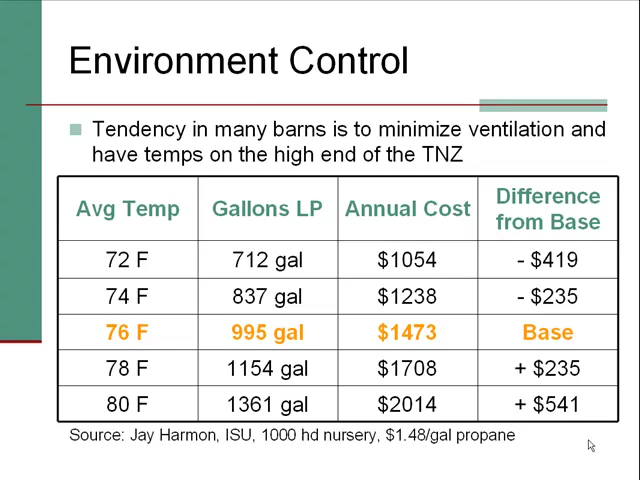 Environment Control
Tendency in many barns is to minimize ventilation and
have temps on the high end of the TNZ
Avg Temp Gallons LP Annual Cost Difference from Base
72 F 712 gal $1054 - $419
74 F 837 gal $1238 - $235
76 F 995 gal $1473 Base
78 F 1154 gal $1708 + $235
80 F 1361 gal $2014 + $541
Source: Jay Harmon, ISU, 1000 hd nursery, $1.48/gal propane